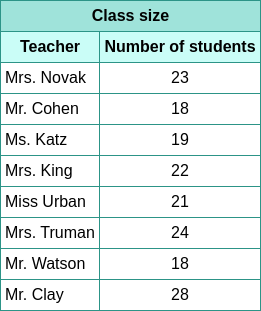 Class size
Teacher Number of students
Mrs. Novak 23
Mr. Cohen 18
Ms. Katz 19
Mrs. King 22
Miss Urban 21
Mrs. Truman 24
Mr. Watson 18
Mr. Clay 28